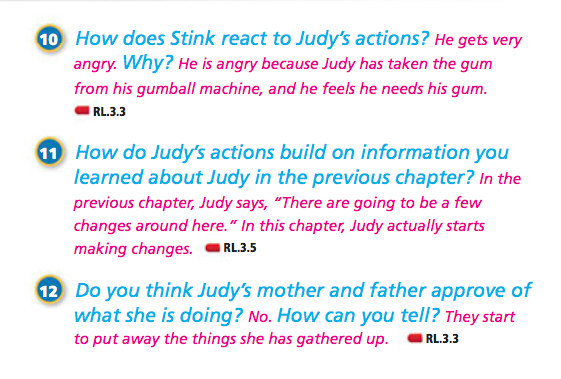 10 How does Stink react to Judy’s actions? He gets very
angry. Why? He is angry because Judy has taken the gum
from his gumball machine, and he feels he needs his gum.
RL.3.3
11 How do Judy’s actions build on information you
learned about Judy in the previous chapter? In the
previous chapter, Judy says, “There are going to be a few
changes around here.” In this chapter, Judy actually starts
making changes. RL.3.5
12 Do you think Judy’s mother and father approve of
what she is doing? No. How can you tell? They start
to put away the things she has gathered up. RL.3.3